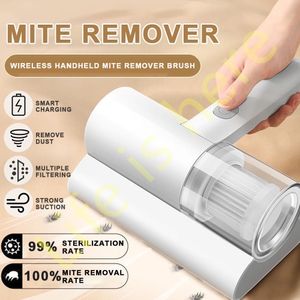 MITE REMOVER
WIRELESS HANDHELD MITE REMOVER BRUSH
SMART
CHARGING
REMOVE
DUST
MULTIPLE
FILTERING
STRONG
SUCTION
99% STERILIZATION
RATE
100% MITE REMOVAL
RATE